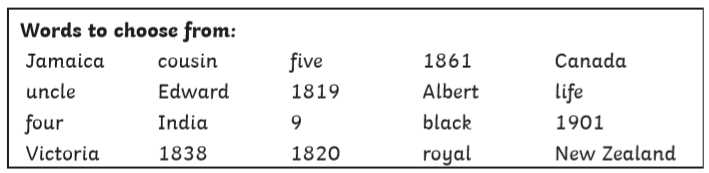 Words to choose from:
Jamaica cousin five 1861 Canada
uncle Edward 1819 Albert life
four India 9 black 1901
Victoria 1838 1820 royal New Zealand